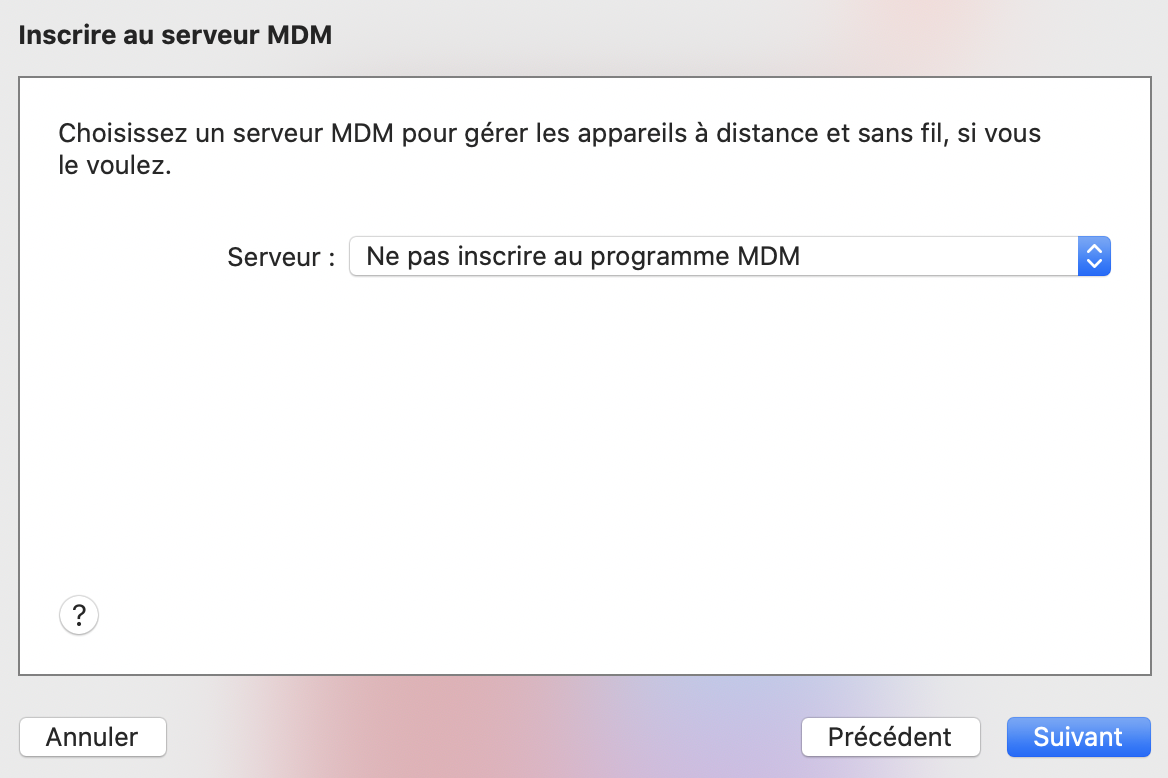 Inscrire au serveur MDM
Choisissez un serveur MDM pour gérer les appareils à distance et sans fil, si vous
le voulez.
Serveur : Ne pas inscrire au programme MDM
?
Annuler Précédent Suivant